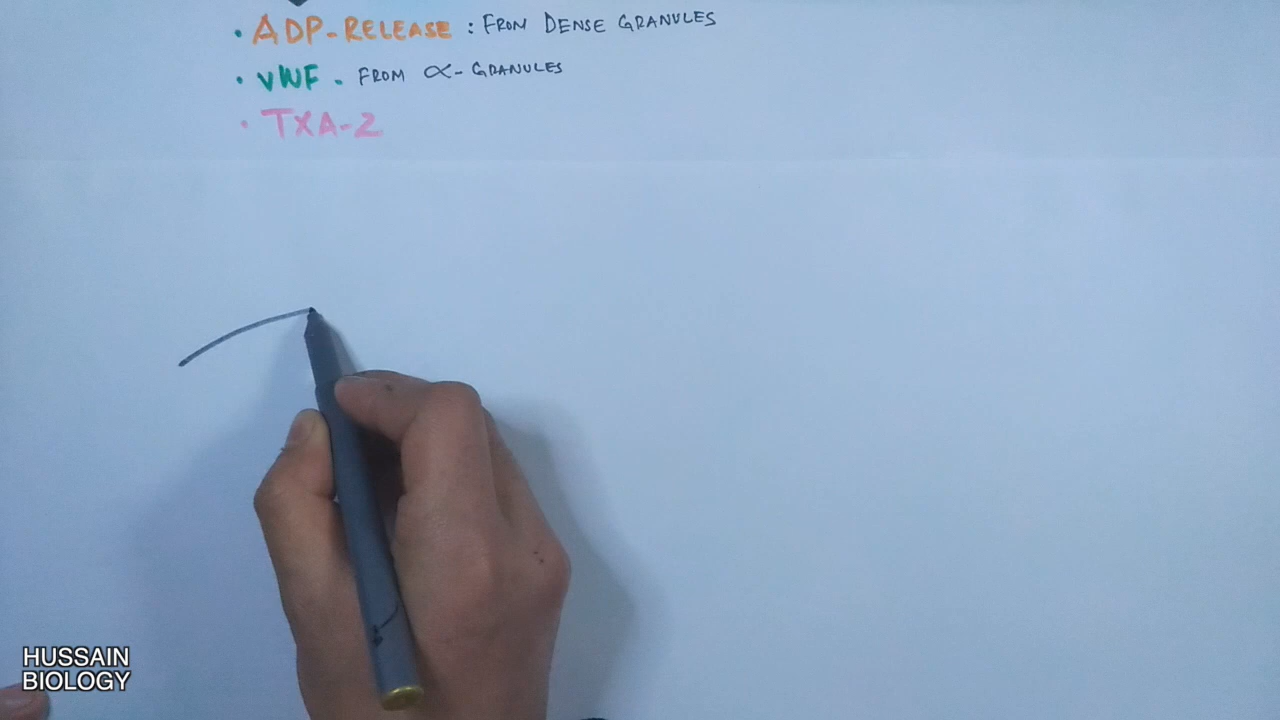 • ADP-RELEASE : FROM DENSE GRANULES
• VWF - FROM α- GRANULES
• TXA-2
HUSSAIN
BIOLOGY